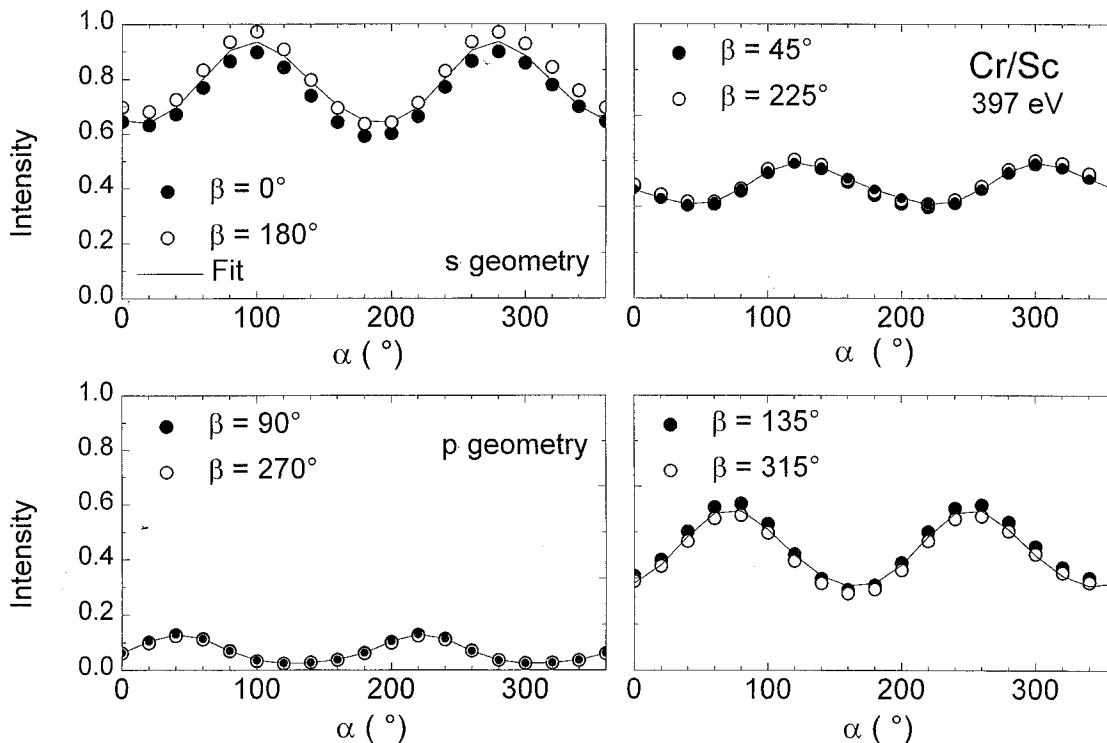 1.0
0.8
0.6
0.4
0.2
0.0
Intensity
β = 0°
β = 180°
Fit
s geometry
0 100 200 300
α ( °)
β = 45°
β = 225°
Cr/Sc
397 eV
0 100 200 300
α ( °)
1.0
0.8
0.6
0.4
0.2
0.0
Intensity
β = 90°
β = 270°
p geometry
0 100 200 300
α ( °)
β = 135°
β = 315°
0 100 200 300
α ( °)